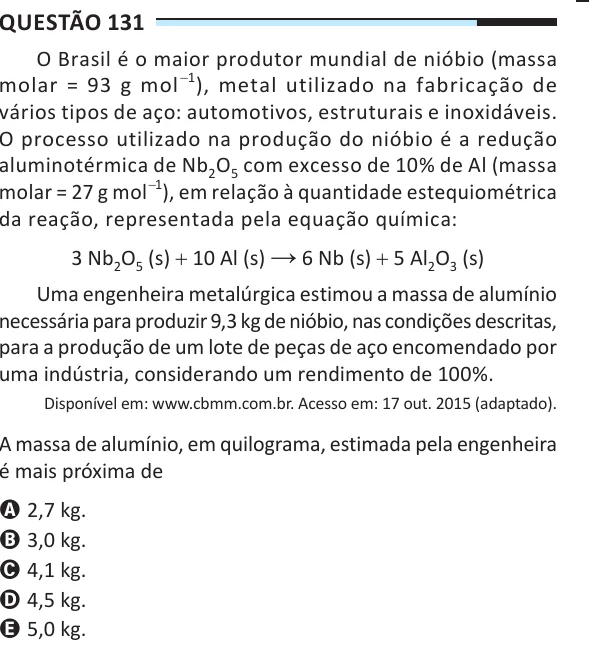 QUESTÃO 131
O Brasil é o maior produtor mundial de nióbio (massa
molar = 93 g mol⁻¹), metal utilizado na fabricação de
vários tipos de aço: automotivos, estruturais e inoxidáveis.
O processo utilizado na produção do nióbio é a redução
aluminotérmica de Nb₂O₅ com excesso de 10% de Al (massa
molar = 27 g mol⁻¹), em relação à quantidade estequiométrica
da reação, representada pela equação química:
3 Nb₂O₅ (s) + 10 Al (s) ⟶ 6 Nb (s) + 5 Al₂O₃ (s)
Uma engenheira metalúrgica estimou a massa de alumínio
necessária para produzir 9,3 kg de nióbio, nas condições descritas,
para a produção de um lote de peças de aço encomendado por
uma indústria, considerando um rendimento de 100%.
Disponível em: www.cbmm.com.br. Acesso em: 17 out. 2015 (adaptado).
A massa de alumínio, em quilograma, estimada pela engenheira
é mais próxima de
A 2,7 kg.
B 3,0 kg.
C 4,1 kg.
D 4,5 kg.
E 5,0 kg.